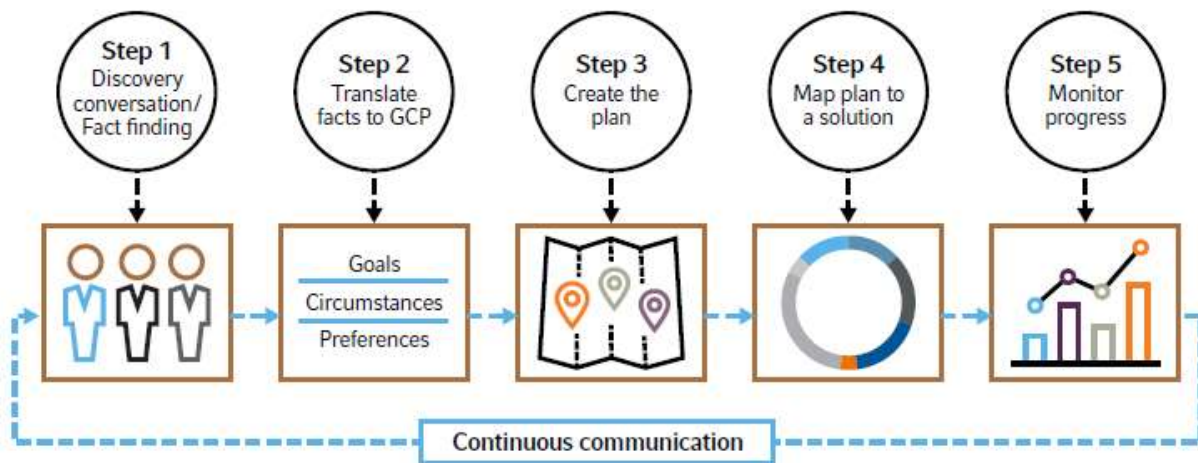 Step 1
Discovery
conversation/
Fact finding
Step 2
Translate
facts to GCP
Step 3
Create the
plan
Step 4
Map plan to
a solution
Step 5
Monitor
progress
Goals
Circumstances
Preferences
Continuous communication